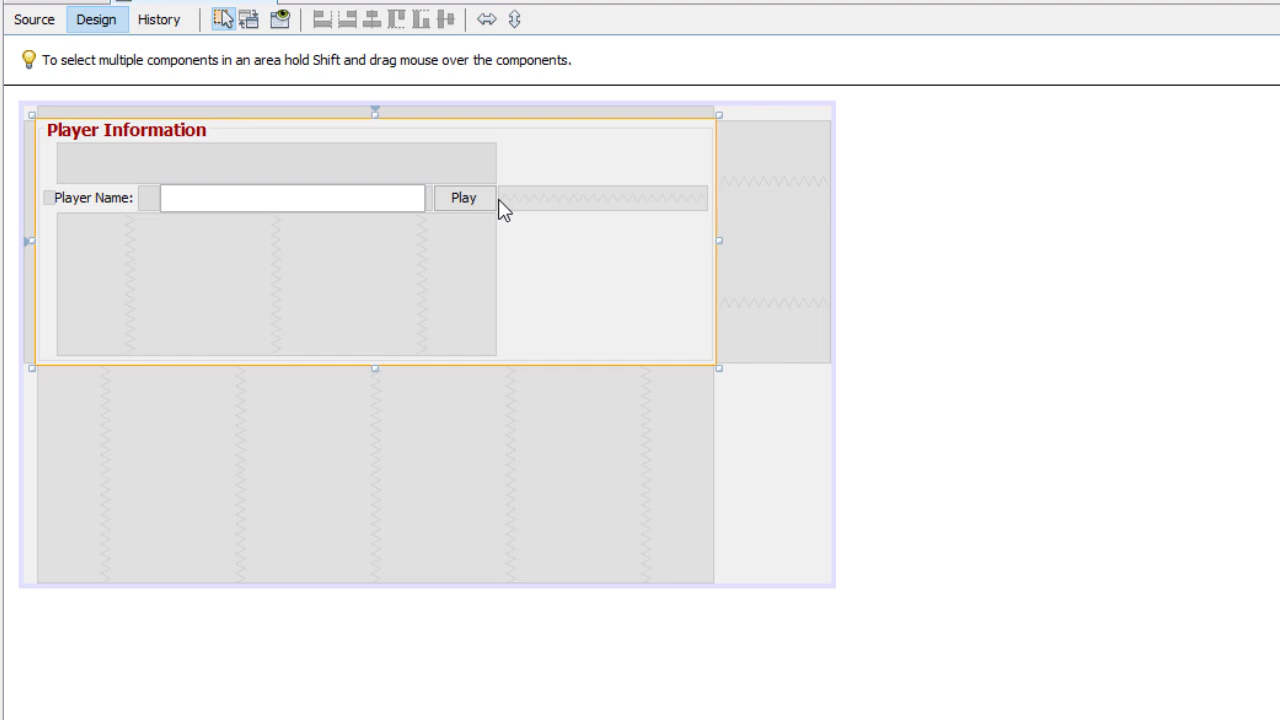 Source Design History
To select multiple components in an area hold Shift and drag mouse over the components.
Player Information
Player Name: Play